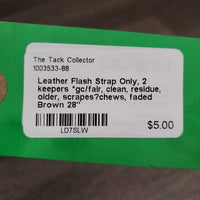 The Tack Collector
1003533-88
Leather Flash Strap Only, 2
keepers *gc/fair, clean, residue,
older, scrapes?chews, faded
Brown 28"
LD7SLW
$5.00